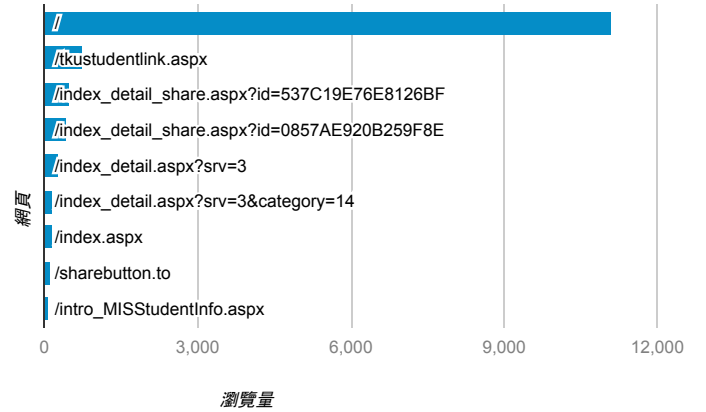 /
/tkustudentlink.aspx
/index_detail_share.aspx?id=537C19E76E8126BF
/index_detail_share.aspx?id=0857AE920B259F8E
/index_detail.aspx?srv=3
/index_detail.aspx?srv=3&category=14
/index.aspx
/sharebutton.to
/intro_MISStudentInfo.aspx
網頁
0 3,000 6,000 9,000 12,000
瀏覽量